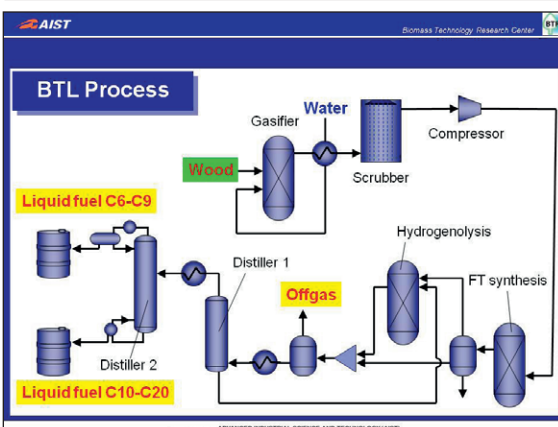 AIST
Biomass Technology Research Center
BTL Process
Water
Gasifier
Wood
Compressor
Scrubber
Liquid fuel C6-C9
Hydrogenolysis
Distiller 1
FT synthesis
Offgas
Distiller 2
Liquid fuel C10-C20